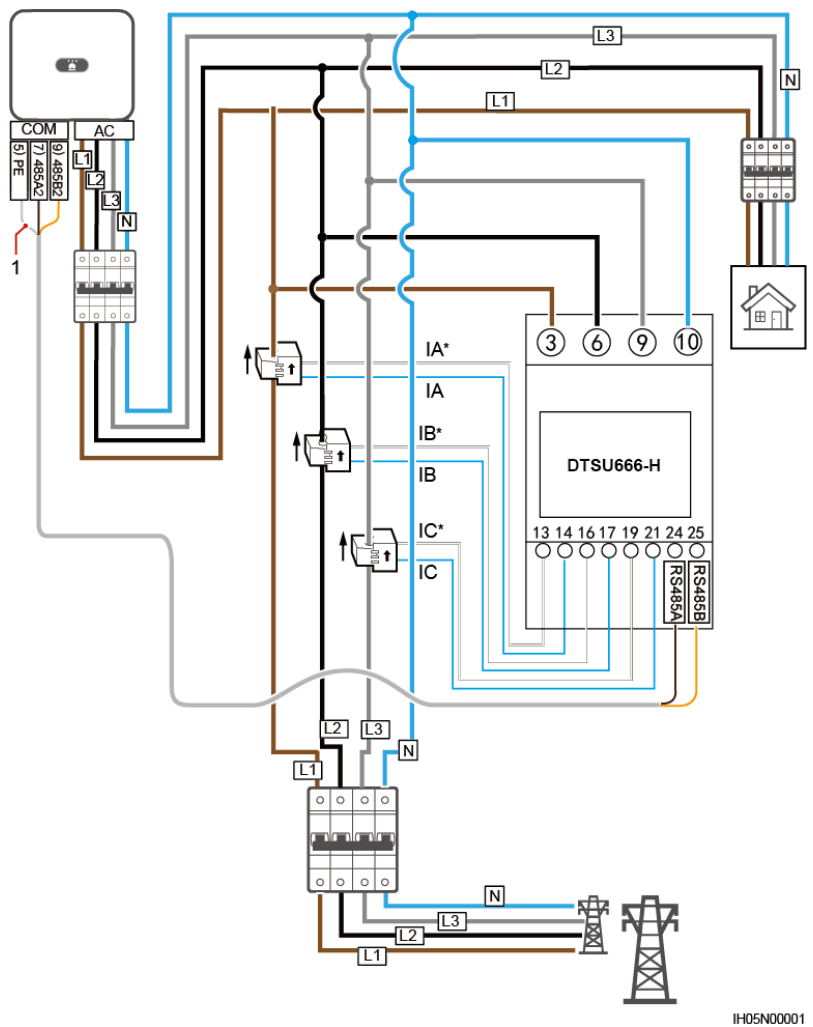 L3
L2
N
L1
COM
AC
5) PE
7) 485A2
9) 485B2
L1
L2
L3
N
1
3
6
9
10
IA*
IA
IB*
IB
IC*
IC
DTSU666-H
13 14 16 17 19 21 24 25
RS485A
RS485B
L2
L3
N
L1
N
L3
L2
L1
IH05N00001